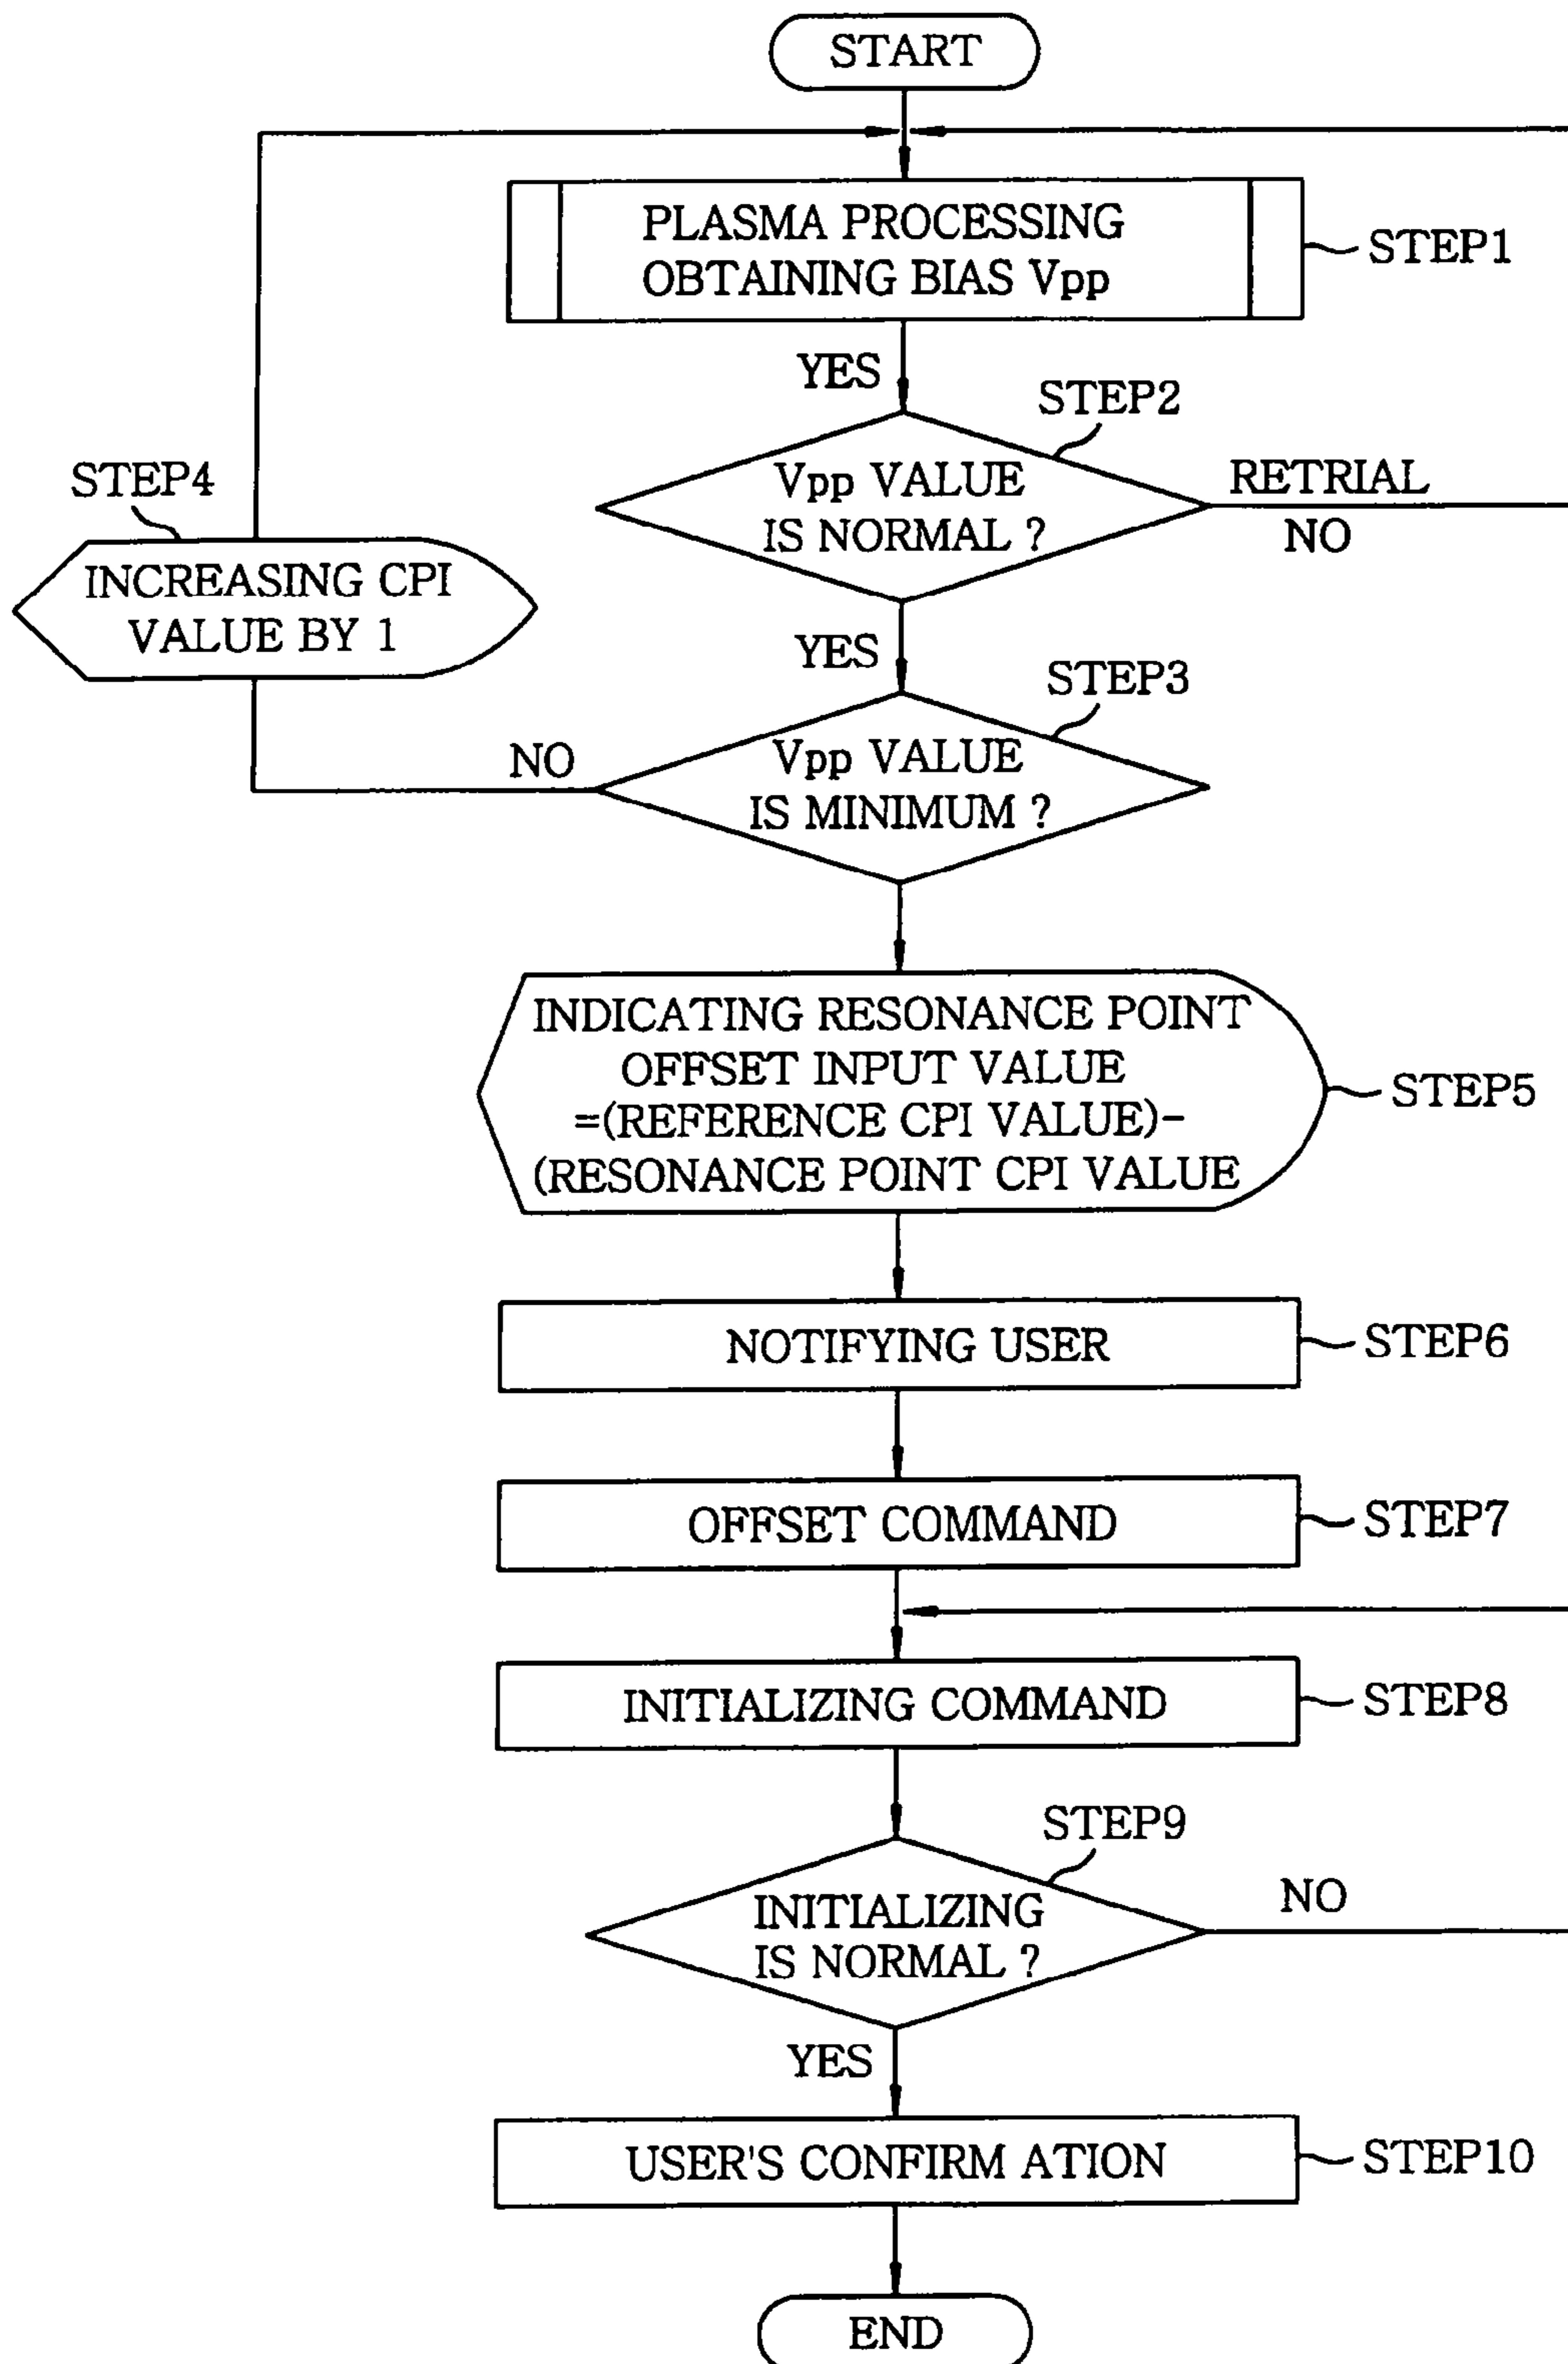 START
PLASMA PROCESSING
OBTAINING BIAS Vpp
STEP1
YES
STEP2
Vpp VALUE
IS NORMAL ?
RETRIAL
NO
STEP4
INCREASING CPI
VALUE BY 1
YES
STEP3
Vpp VALUE
IS MINIMUM ?
NO
INDICATING RESONANCE POINT
OFFSET INPUT VALUE
=(REFERENCE CPI VALUE)-
(RESONANCE POINT CPI VALUE
STEP5
NOTIFYING USER
STEP6
OFFSET COMMAND
STEP7
INITIALIZING COMMAND
STEP8
STEP9
INITIALIZING
IS NORMAL ?
NO
YES
USER'S CONFIRM ATION
STEP10
END